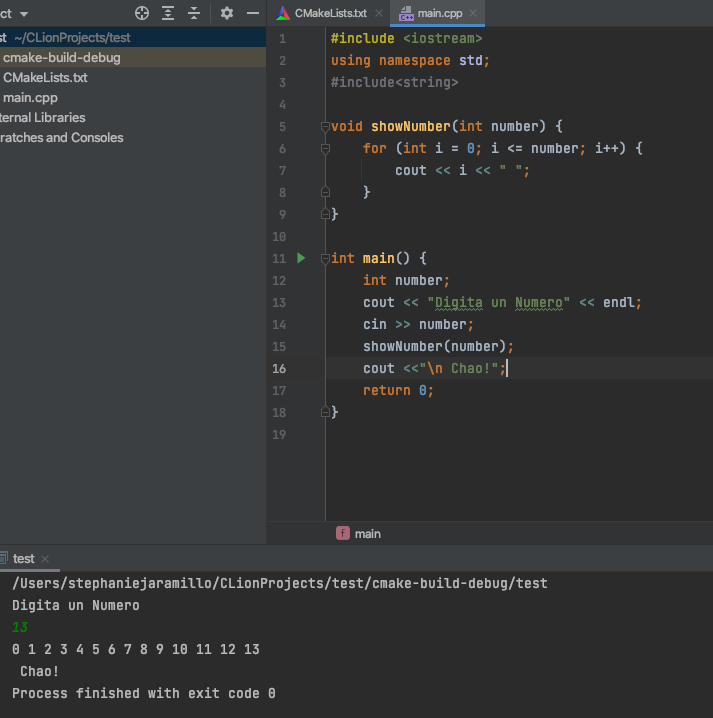 ct
CMakeLists.txt
main.cpp
st ~/CLionProjects/test
cmake-build-debug
CMakeLists.txt
main.cpp
ternal Libraries
ratches and Consoles
1 #include <iostream>
2 using namespace std;
3 #include<string>
4
5 void showNumber(int number) {
6 for (int i = 0; i <= number; i++) {
7 cout << i << " ";
8 }
9 }
10
11 int main() {
12 int number;
13 cout << "Digita un Numero" << endl;
14 cin >> number;
15 showNumber(number);
16 cout <<"\n Chao!";
17 return 0;
18 }
19
f main
test
/Users/stephaniejaramillo/CLionProjects/test/cmake-build-debug/test
Digita un Numero
13
0 1 2 3 4 5 6 7 8 9 10 11 12 13
Chao!
Process finished with exit code 0